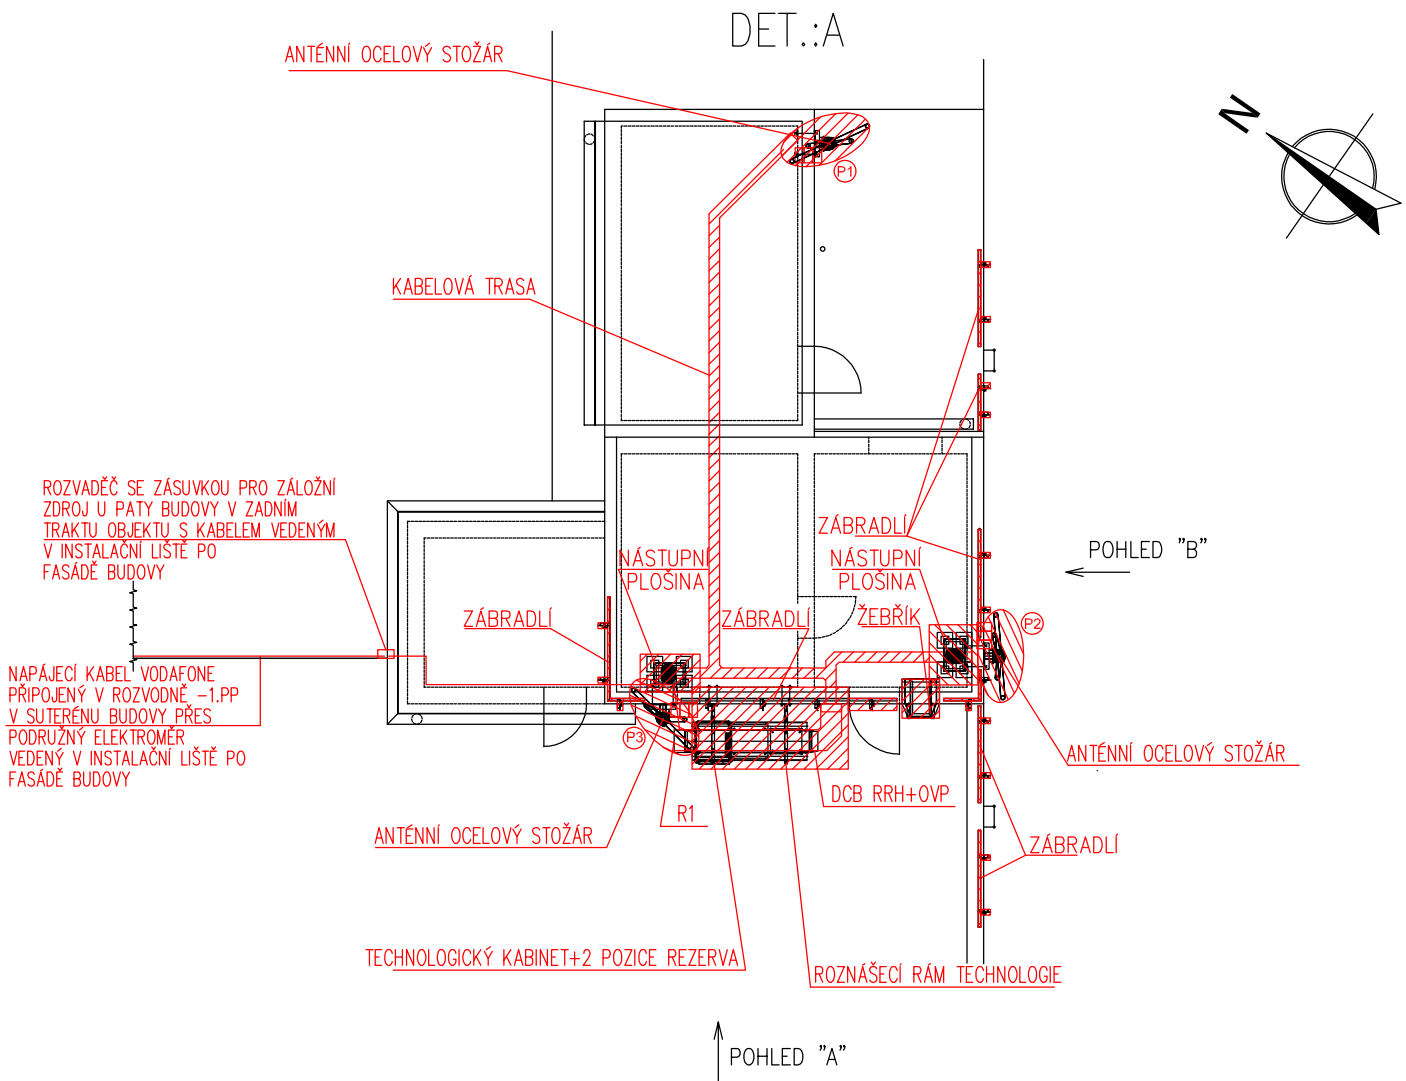 DET.:A
ANTÉNNÍ OCELOVÝ STOŽÁR
N
P1
KABELOVÁ TRASA
ROZVADĚČ SE ZÁSUVKOU PRO ZÁLOŽNÍ
ZDROJ U PATY BUDOVY V ZADNÍM
TRAKTU OBJEKTU S KABELEM VEDENÝM
V INSTALAČNÍ LIŠTĚ PO
FASÁDĚ BUDOVY
ZÁBRADLÍ
POHLED "B"
NÁSTUPNÍ
PLOŠINA
NÁSTUPNÍ
PLOŠINA
ZÁBRADLÍ
ZÁBRADLÍ
ŽEBŘÍK
P2
NAPÁJECÍ KABEL VODAFONE
PŘIPOJENÝ V ROZVODNĚ -1.PP
V SUTERÉNU BUDOVY PŘES
PODRUŽNÝ ELEKTROMĚR
VEDENÝ V INSTALAČNÍ LIŠTĚ PO
FASÁDĚ BUDOVY
P3
ANTÉNNÍ OCELOVÝ STOŽÁR
DCB RRH+OVP
R1
ANTÉNNÍ OCELOVÝ STOŽÁR
ZÁBRADLÍ
TECHNOLOGICKÝ KABINET+2 POZICE REZERVA
ROZNÁŠECÍ RÁM TECHNOLOGIE
POHLED "A"